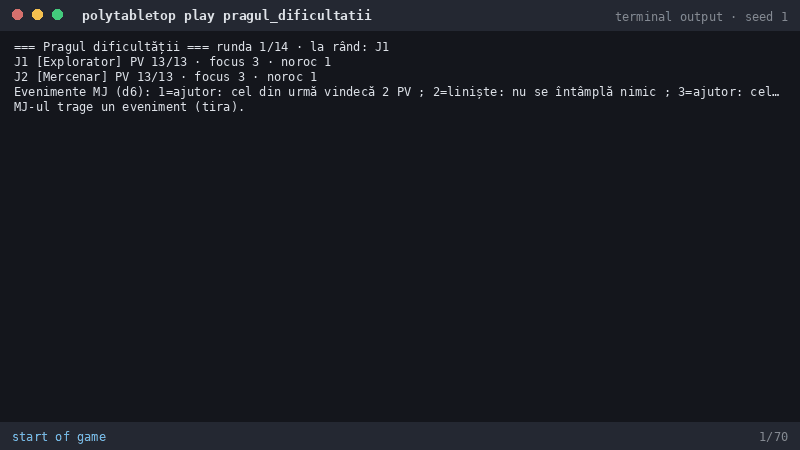 polytabletop play pragul_dificultatii
terminal output · seed 1
=== Pragul dificultății === runda 1/14 · la rând: J1
J1 [Explorator] PV 13/13 · focus 3 · noroc 1
J2 [Mercenar] PV 13/13 · focus 3 · noroc 1
Evenimente MJ (d6): 1=ajutor: cel din urmă vindecă 2 PV ; 2=liniște: nu se întâmplă nimic ; 3=ajutor: cel…
MJ-ul trage un eveniment (tira).
start of game
1/70